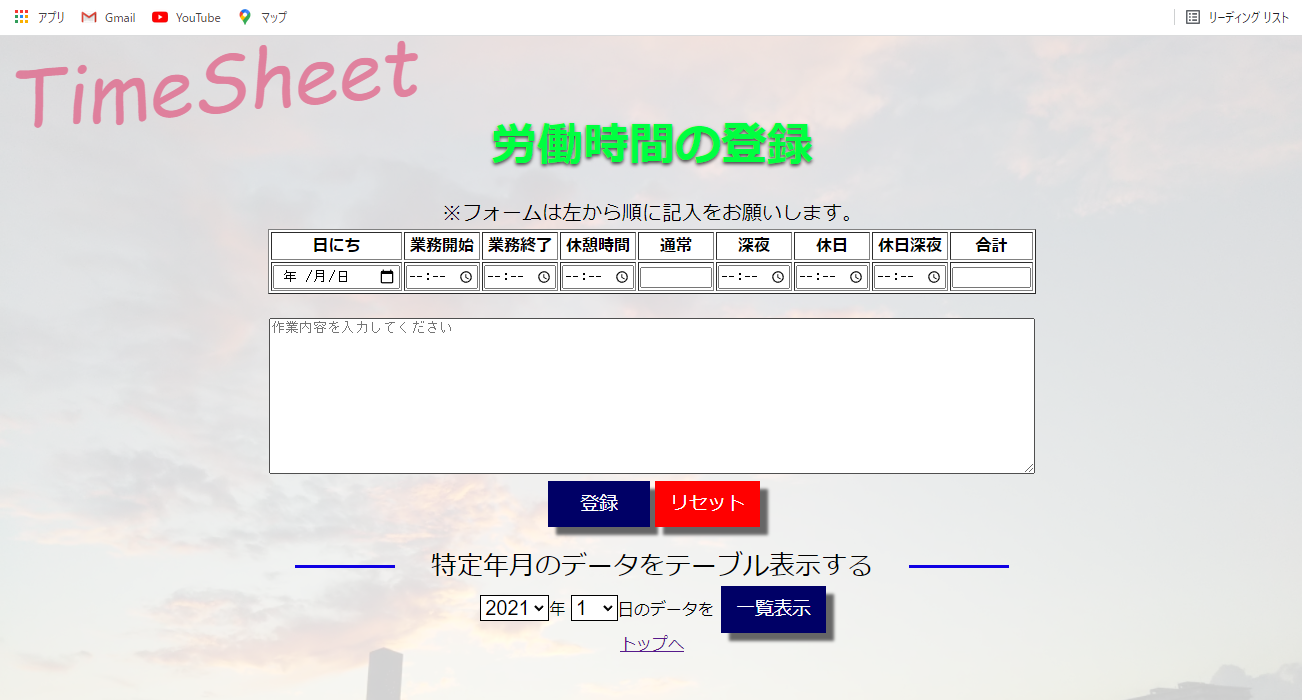 アプリ Gmail YouTube マップ リーディング リスト
TimeSheet
労働時間の登録
※フォームは左から順に記入をお願いします。
日にち 業務開始 業務終了 休憩時間 通常 深夜 休日 休日深夜 合計
年 /月/日 --:-- --:-- --:-- --:-- --:-- --:--
作業内容を入力してください
登録 リセット
特定年月のデータをテーブル表示する
2021 年 1 日のデータを 一覧表示
トップへ